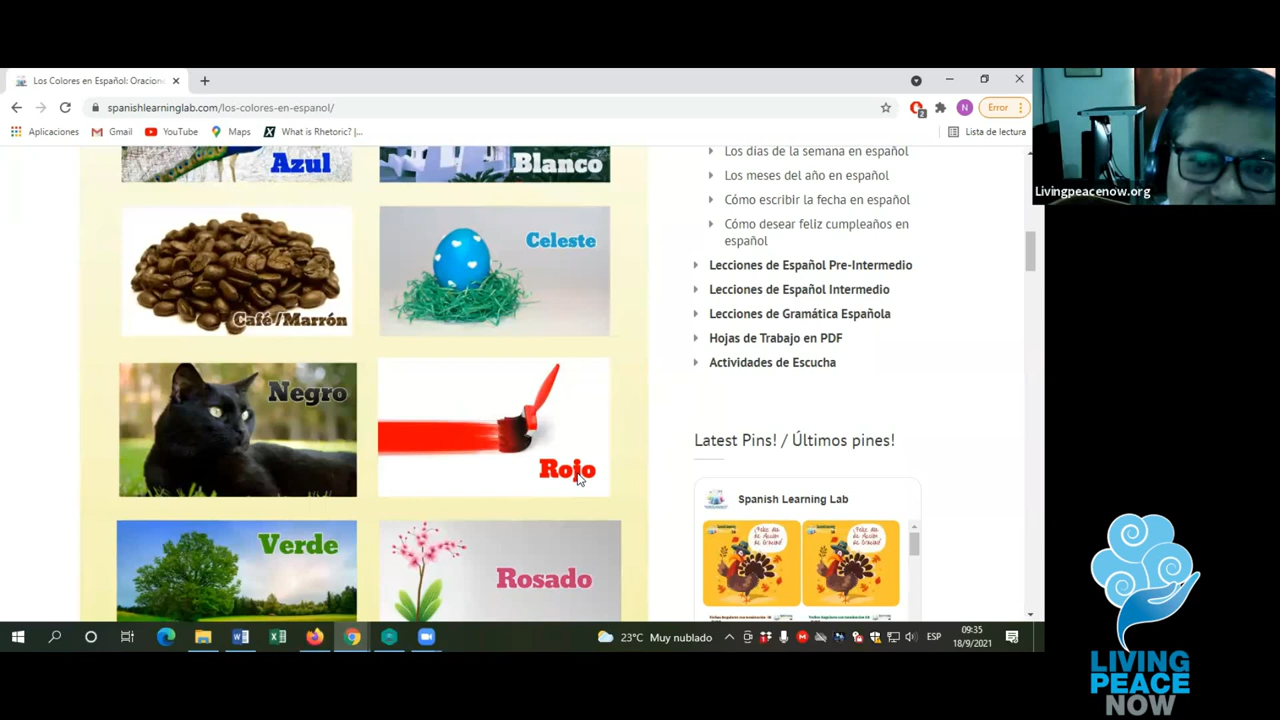 Los Colores en Español: Oracion
spanishlearninglab.com/los-colores-en-espanol/
N
Error
Aplicaciones
Gmail
YouTube
Maps
What is Rhetoric? |...
Lista de lectura
Livingpeacenow.org
Azul
Blanco
Café/Marrón
Celeste
Negro
Rojo
Verde
Rosado
Los días de la semana en español
Los meses del año en español
Cómo escribir la fecha en español
Cómo desear feliz cumpleaños en
español
Lecciones de Español Pre-Intermedio
Lecciones de Español Intermedio
Lecciones de Gramática Española
Hojas de Trabajo en PDF
Actividades de Escucha
Latest Pins! / Últimos pines!
Spanish Learning Lab
23°C Muy nublado
ESP
09:35
18/9/2021
LIVING
PEACE
NOW